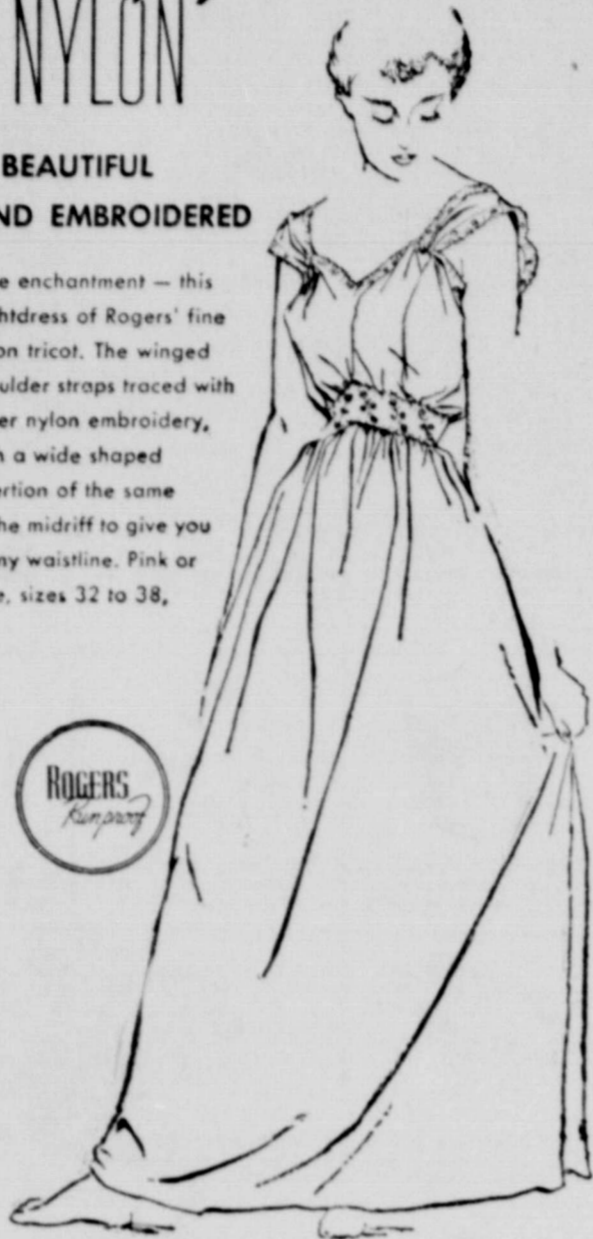 NYLON
BEAUTIFUL
ND EMBROIDERED
e enchantment — this
htdress of Rogers' fine
on tricot. The winged
ulder straps traced with
er nylon embroidery,
h a wide shaped
ertion of the same
he midriff to give you
ny waistline. Pink or
e, sizes 32 to 38,
ROGERS
Runproof